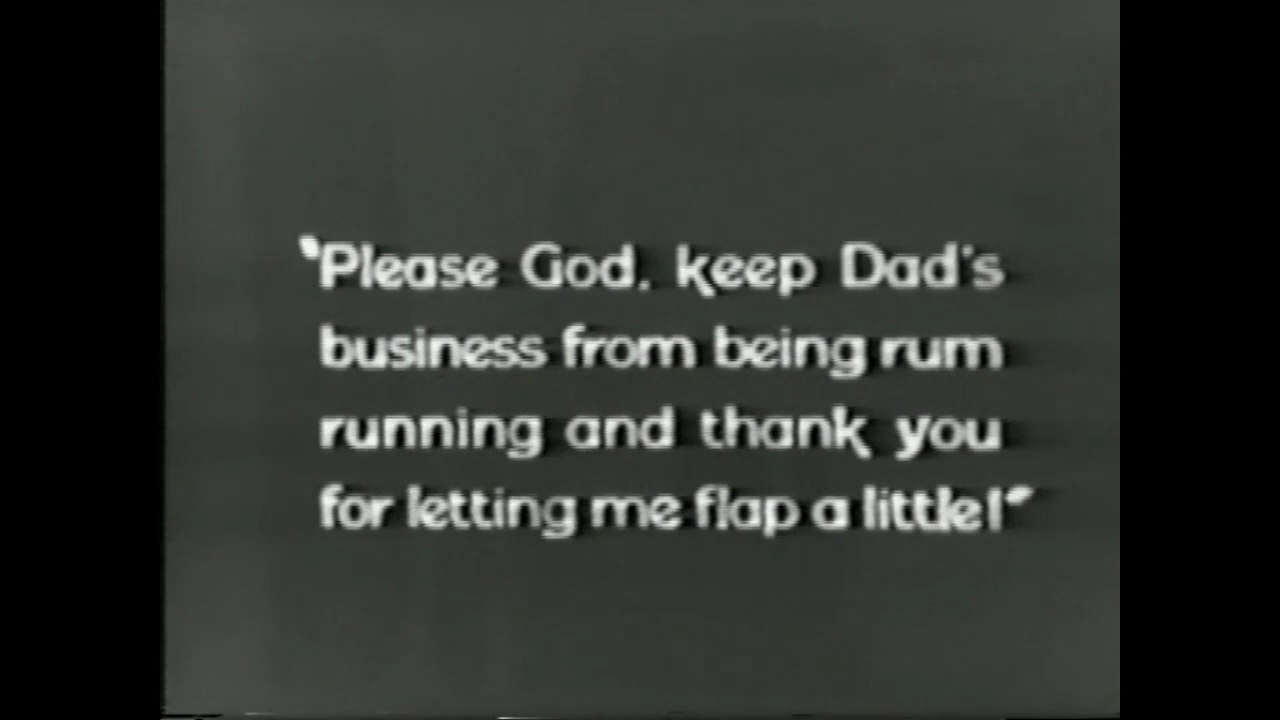 "Please God, keep Dad's
business from being rum
running and thank you
for letting me flap a little!"